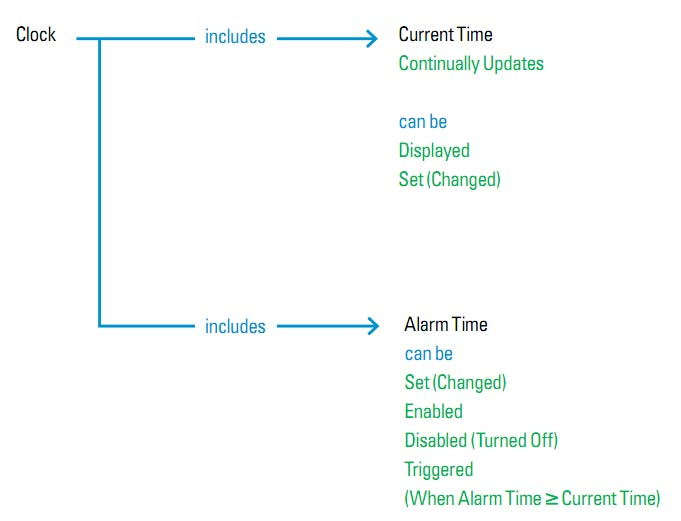 Clock includes Current Time
Continually Updates
can be
Displayed
Set (Changed)
includes Alarm Time
can be
Set (Changed)
Enabled
Disabled (Turned Off)
Triggered
(When Alarm Time ≥ Current Time)